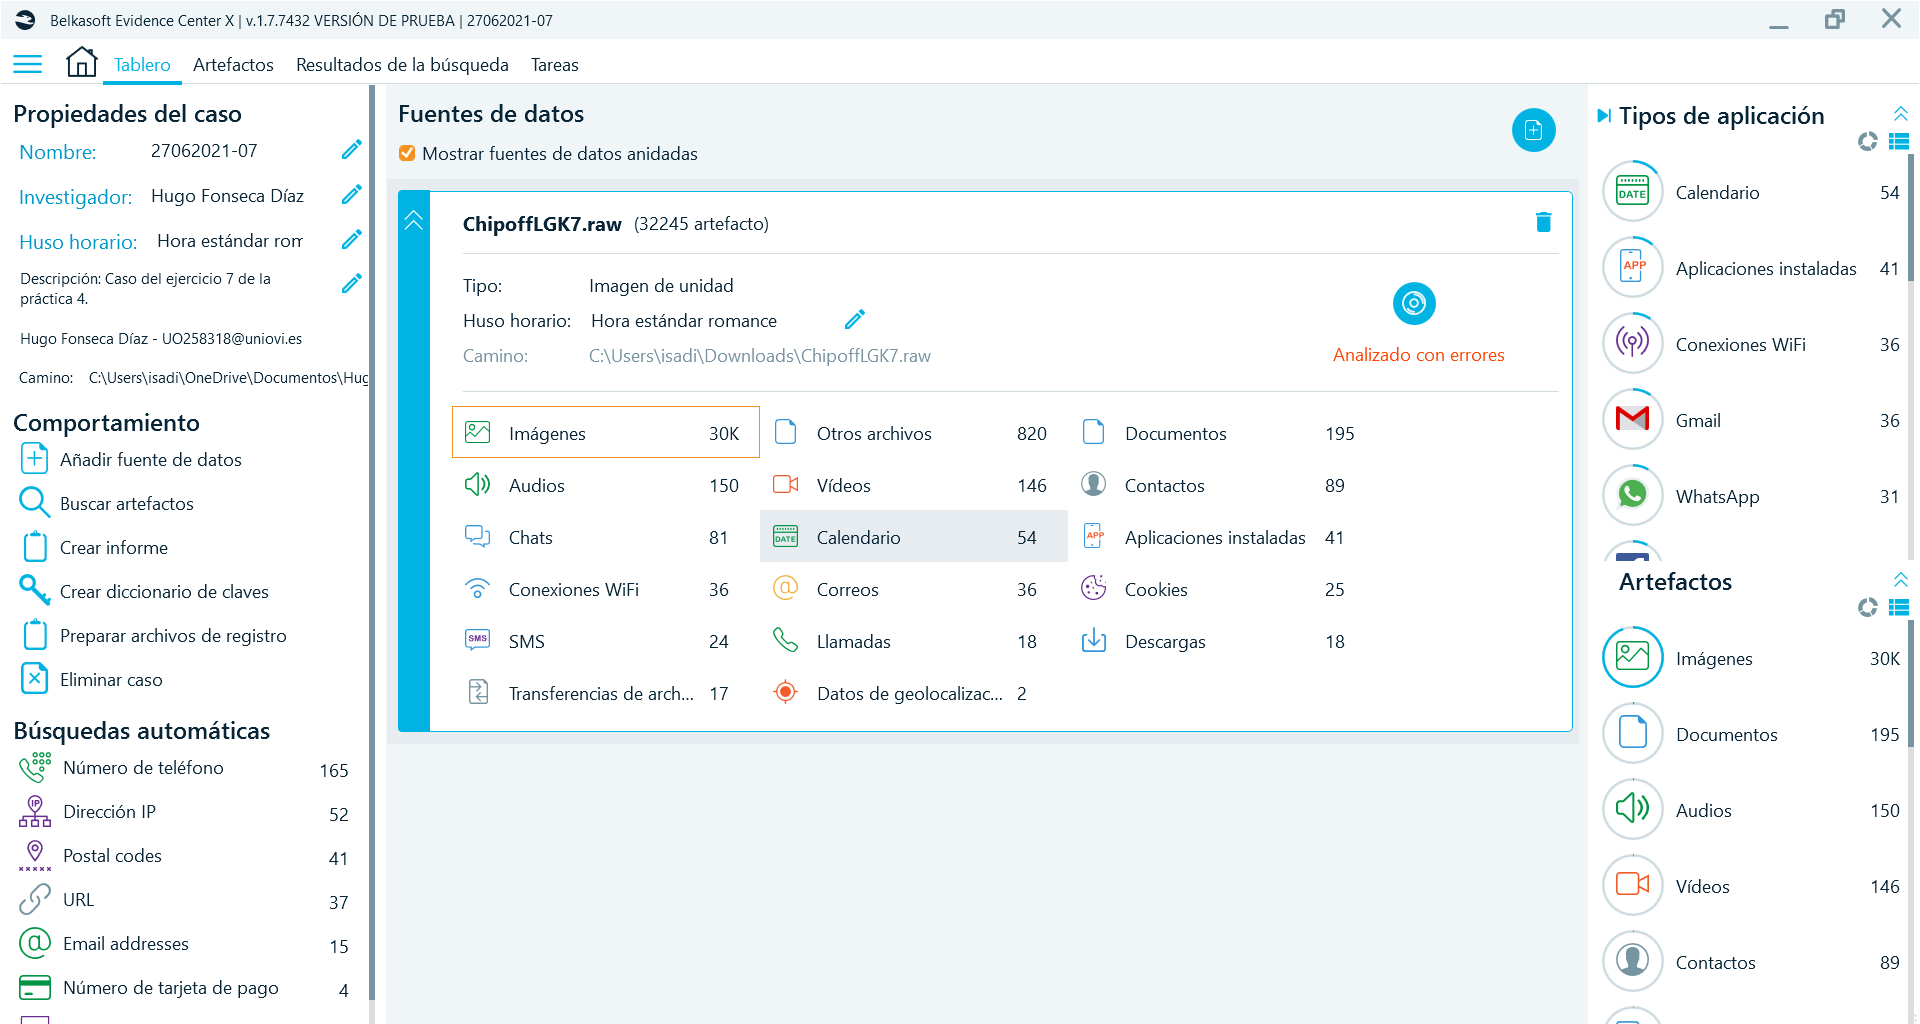 Belkasoft Evidence Center X | v.1.7.7432 VERSIÓN DE PRUEBA | 27062021-07
Tablero Artefactos Resultados de la búsqueda Tareas
Propiedades del caso
Nombre: 27062021-07
Investigador: Hugo Fonseca Díaz
Huso horario: Hora estándar rom
Descripción: Caso del ejercicio 7 de la
práctica 4.
Hugo Fonseca Díaz - UO258318@uniovi.es
Camino: C:\Users\isadi\OneDrive\Documentos\Hug
Comportamiento
Añadir fuente de datos
Buscar artefactos
Crear informe
Crear diccionario de claves
Preparar archivos de registro
Eliminar caso
Búsquedas automáticas
Número de teléfono 165
IP Dirección IP 52
Postal codes 41
URL 37
Email addresses 15
Número de tarjeta de pago 4
Fuentes de datos
Mostrar fuentes de datos anidadas
ChipoffLGK7.raw (32245 artefacto)
Tipo: Imagen de unidad
Huso horario: Hora estándar romance
Camino: C:\Users\isadi\Downloads\ChipoffLGK7.raw
Analizado con errores
Imágenes 30K Otros archivos 820 Documentos 195
Audios 150 Vídeos 146 Contactos 89
Chats 81 DATE Calendario 54 APP Aplicaciones instaladas 41
Conexiones WiFi 36 Correos 36 Cookies 25
SMS SMS 24 Llamadas 18 Descargas 18
Transferencias de arch... 17 Datos de geolocalizac... 2
Tipos de aplicación
DATE Calendario 54
APP Aplicaciones instaladas 41
Conexiones WiFi 36
Gmail 36
WhatsApp 31
Artefactos
Imágenes 30K
Documentos 195
Audios 150
Vídeos 146
Contactos 89